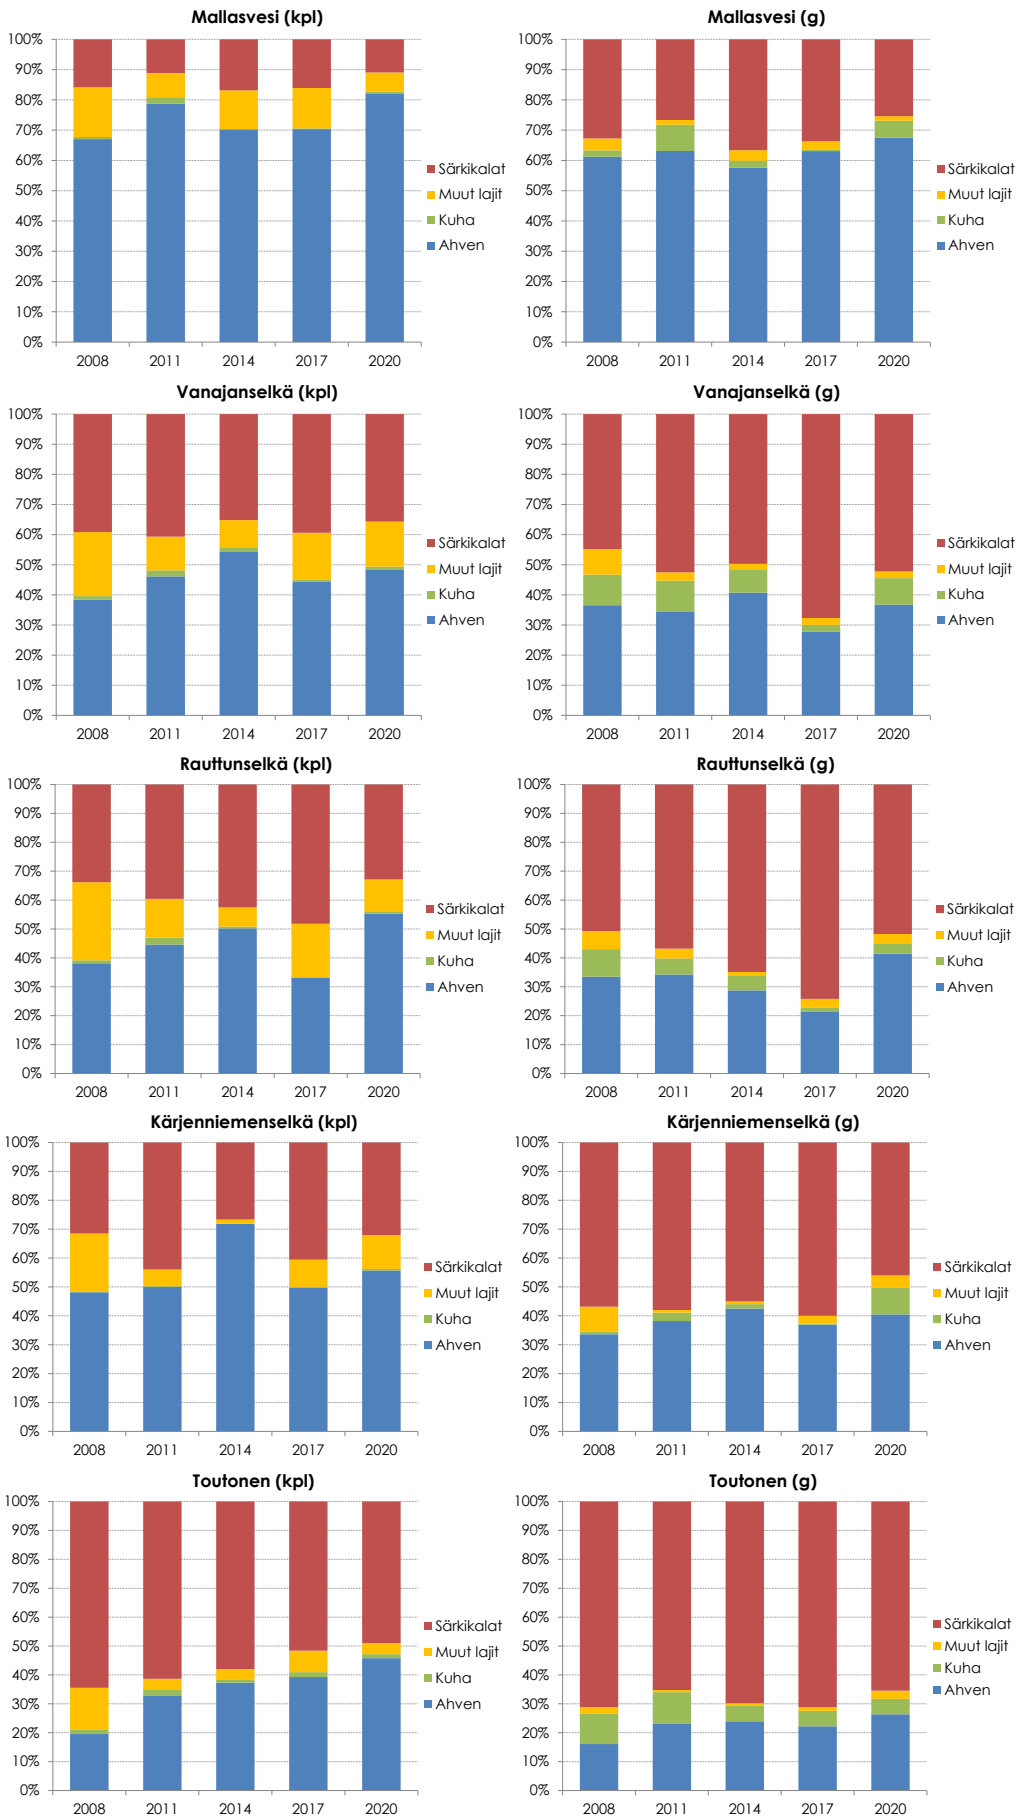 Mallasvesi (kpl)
100%
90%
80%
70%
60%
50%
40%
30%
20%
10%
0%
2008 2011 2014 2017 2020
Särkikalat
Muut lajit
Kuha
Ahven
Mallasvesi (g)
100%
90%
80%
70%
60%
50%
40%
30%
20%
10%
0%
2008 2011 2014 2017 2020
Särkikalat
Muut lajit
Kuha
Ahven
Vanajanselkä (kpl)
100%
90%
80%
70%
60%
50%
40%
30%
20%
10%
0%
2008 2011 2014 2017 2020
Särkikalat
Muut lajit
Kuha
Ahven
Vanajanselkä (g)
100%
90%
80%
70%
60%
50%
40%
30%
20%
10%
0%
2008 2011 2014 2017 2020
Särkikalat
Muut lajit
Kuha
Ahven
Rauttunselkä (kpl)
100%
90%
80%
70%
60%
50%
40%
30%
20%
10%
0%
2008 2011 2014 2017 2020
Särkikalat
Muut lajit
Kuha
Ahven
Rauttunselkä (g)
100%
90%
80%
70%
60%
50%
40%
30%
20%
10%
0%
2008 2011 2014 2017 2020
Särkikalat
Muut lajit
Kuha
Ahven
Kärjenniemenselkä (kpl)
100%
90%
80%
70%
60%
50%
40%
30%
20%
10%
0%
2008 2011 2014 2017 2020
Särkikalat
Muut lajit
Kuha
Ahven
Kärjenniemenselkä (g)
100%
90%
80%
70%
60%
50%
40%
30%
20%
10%
0%
2008 2011 2014 2017 2020
Särkikalat
Muut lajit
Kuha
Ahven
Toutonen (kpl)
100%
90%
80%
70%
60%
50%
40%
30%
20%
10%
0%
2008 2011 2014 2017 2020
Särkikalat
Muut lajit
Kuha
Ahven
Toutonen (g)
100%
90%
80%
70%
60%
50%
40%
30%
20%
10%
0%
2008 2011 2014 2017 2020
Särkikalat
Muut lajit
Kuha
Ahven